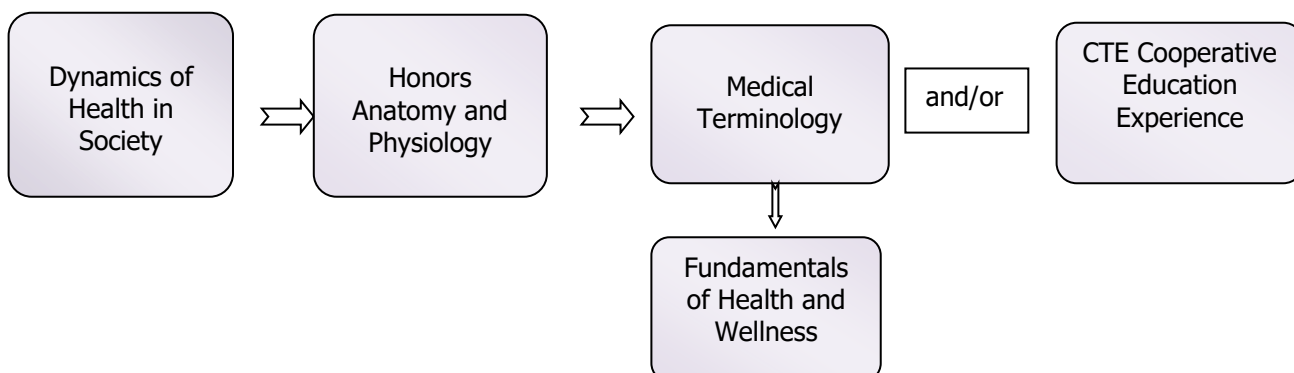 Dynamics of
Health in
Society
Honors
Anatomy and
Physiology
Medical
Terminology
and/or
CTE Cooperative
Education
Experience
Fundamentals
of Health and
Wellness